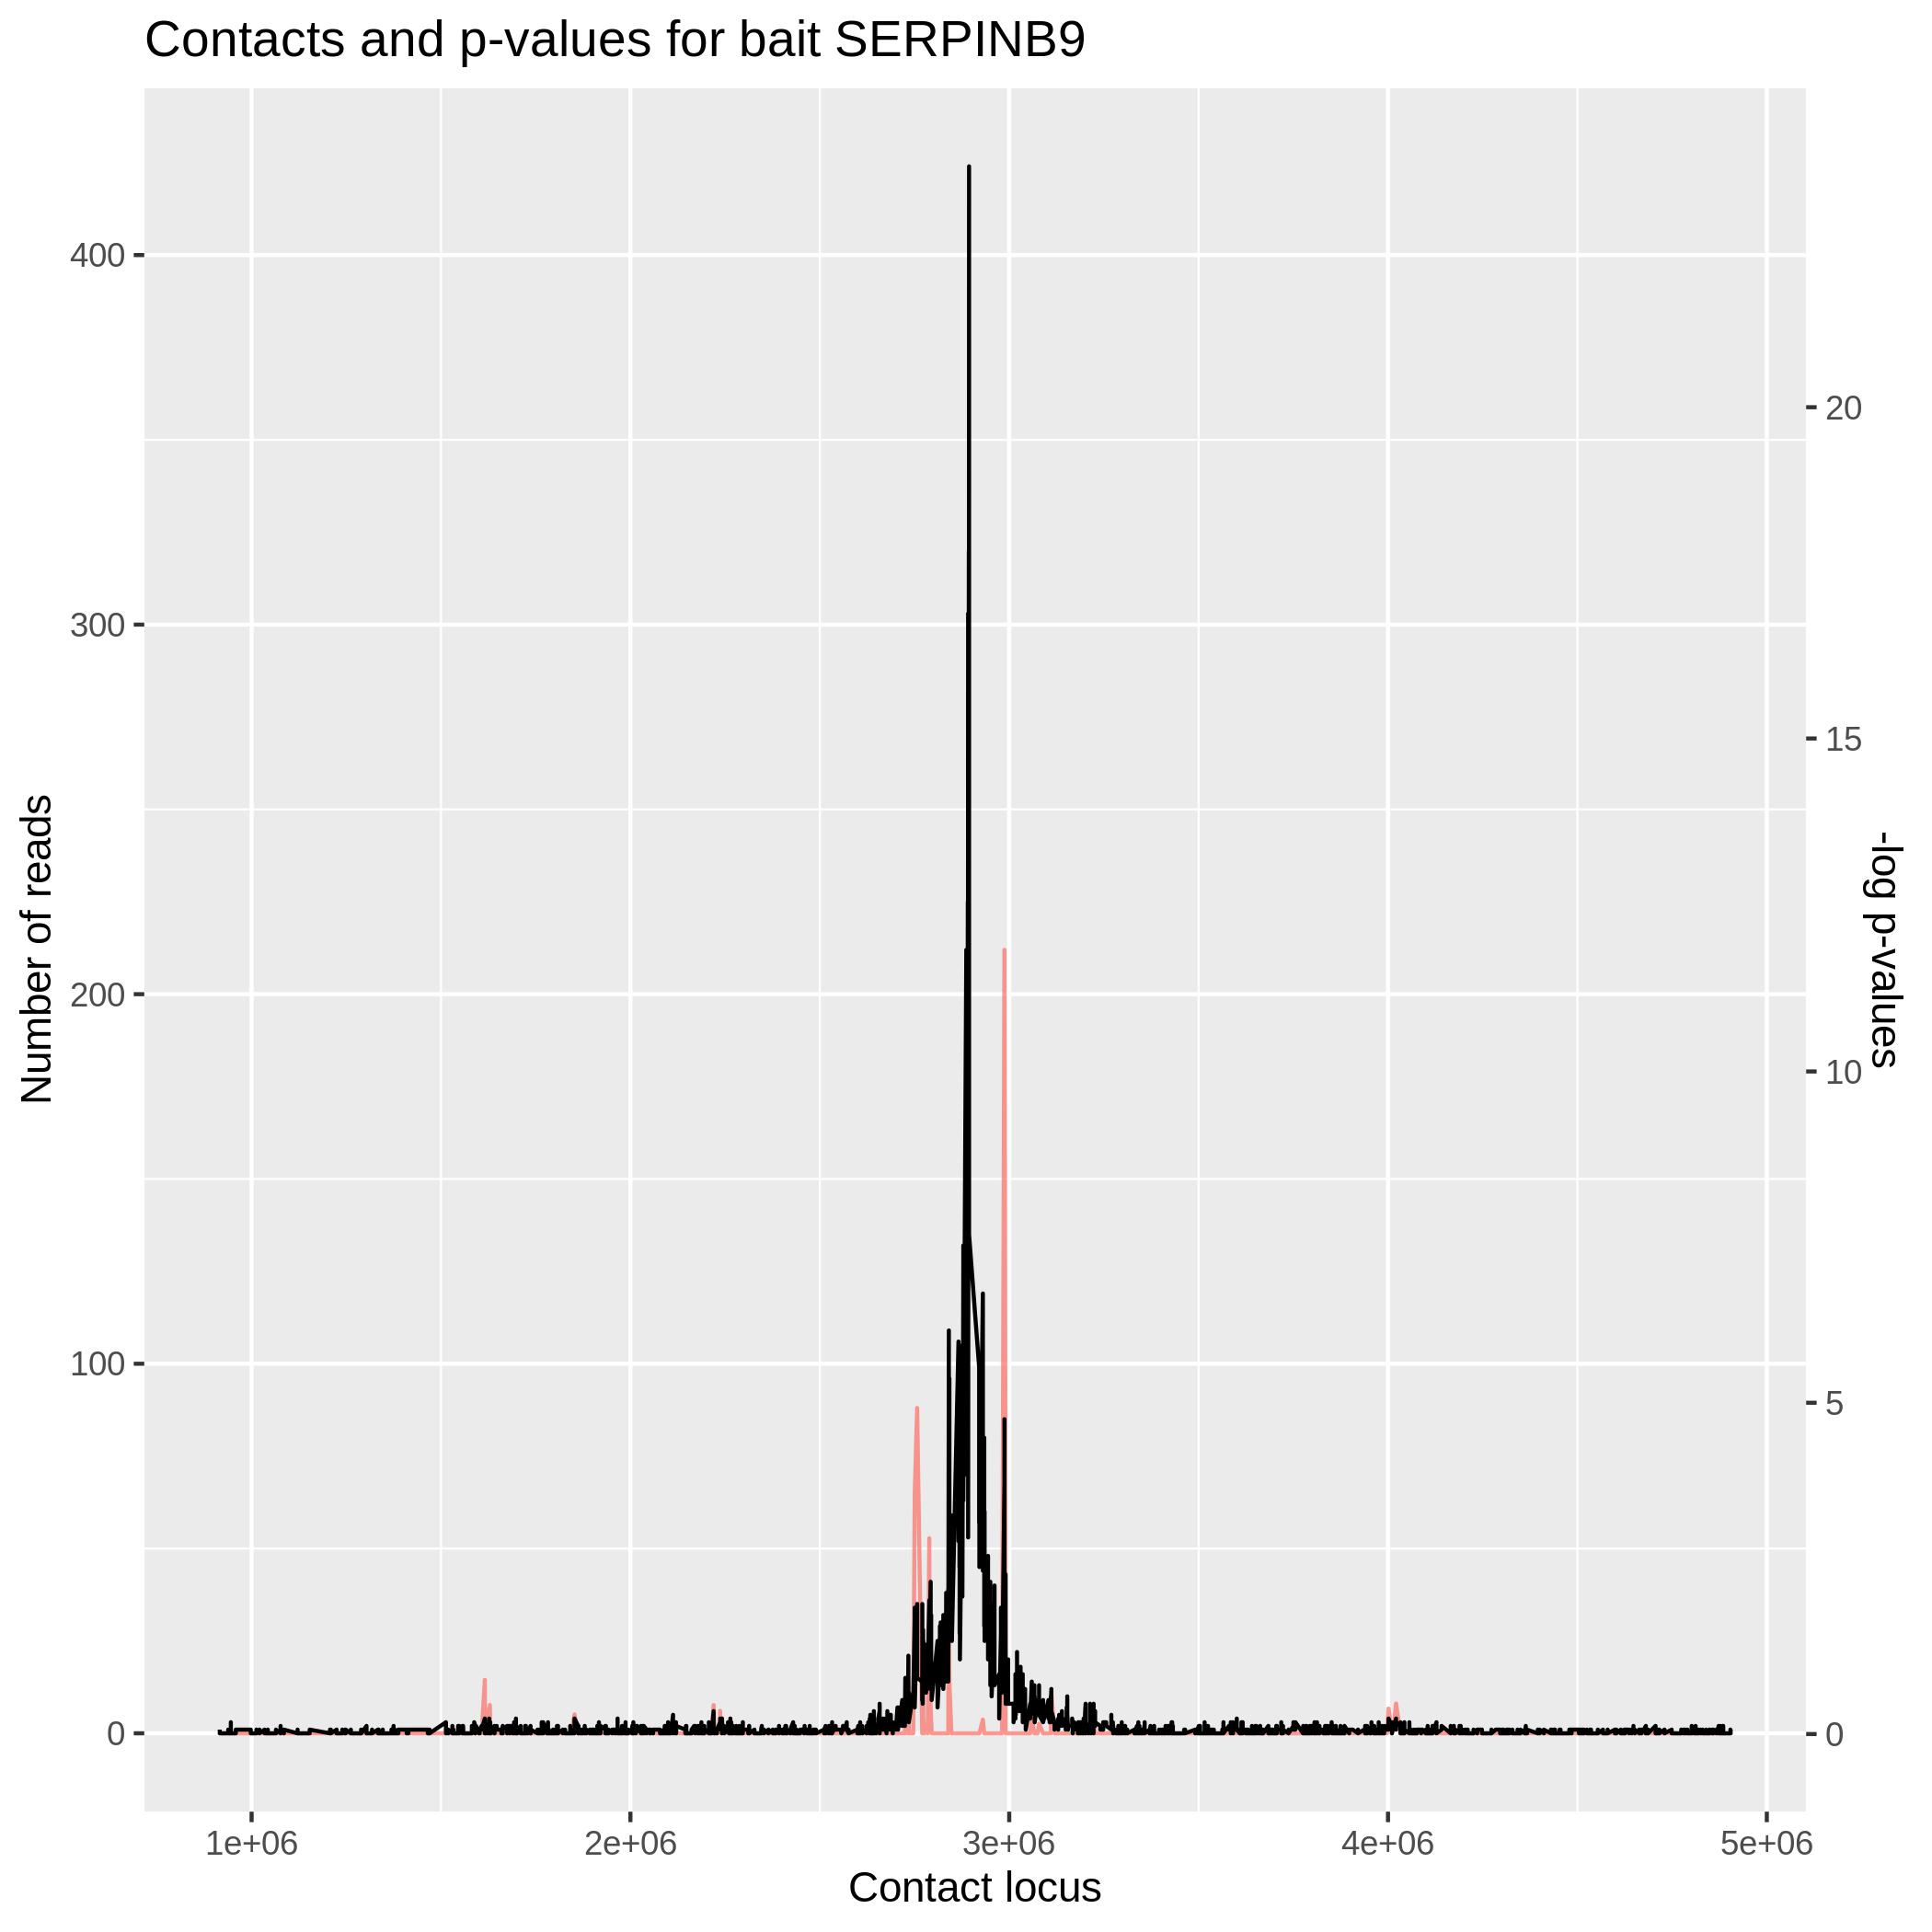 Contacts and p-values for bait SERPINB9
Number of reads
400
300
200
100
0
20
15
10
5
0
-log p-values
1e+06
2e+06
3e+06
4e+06
5e+06
Contact locus